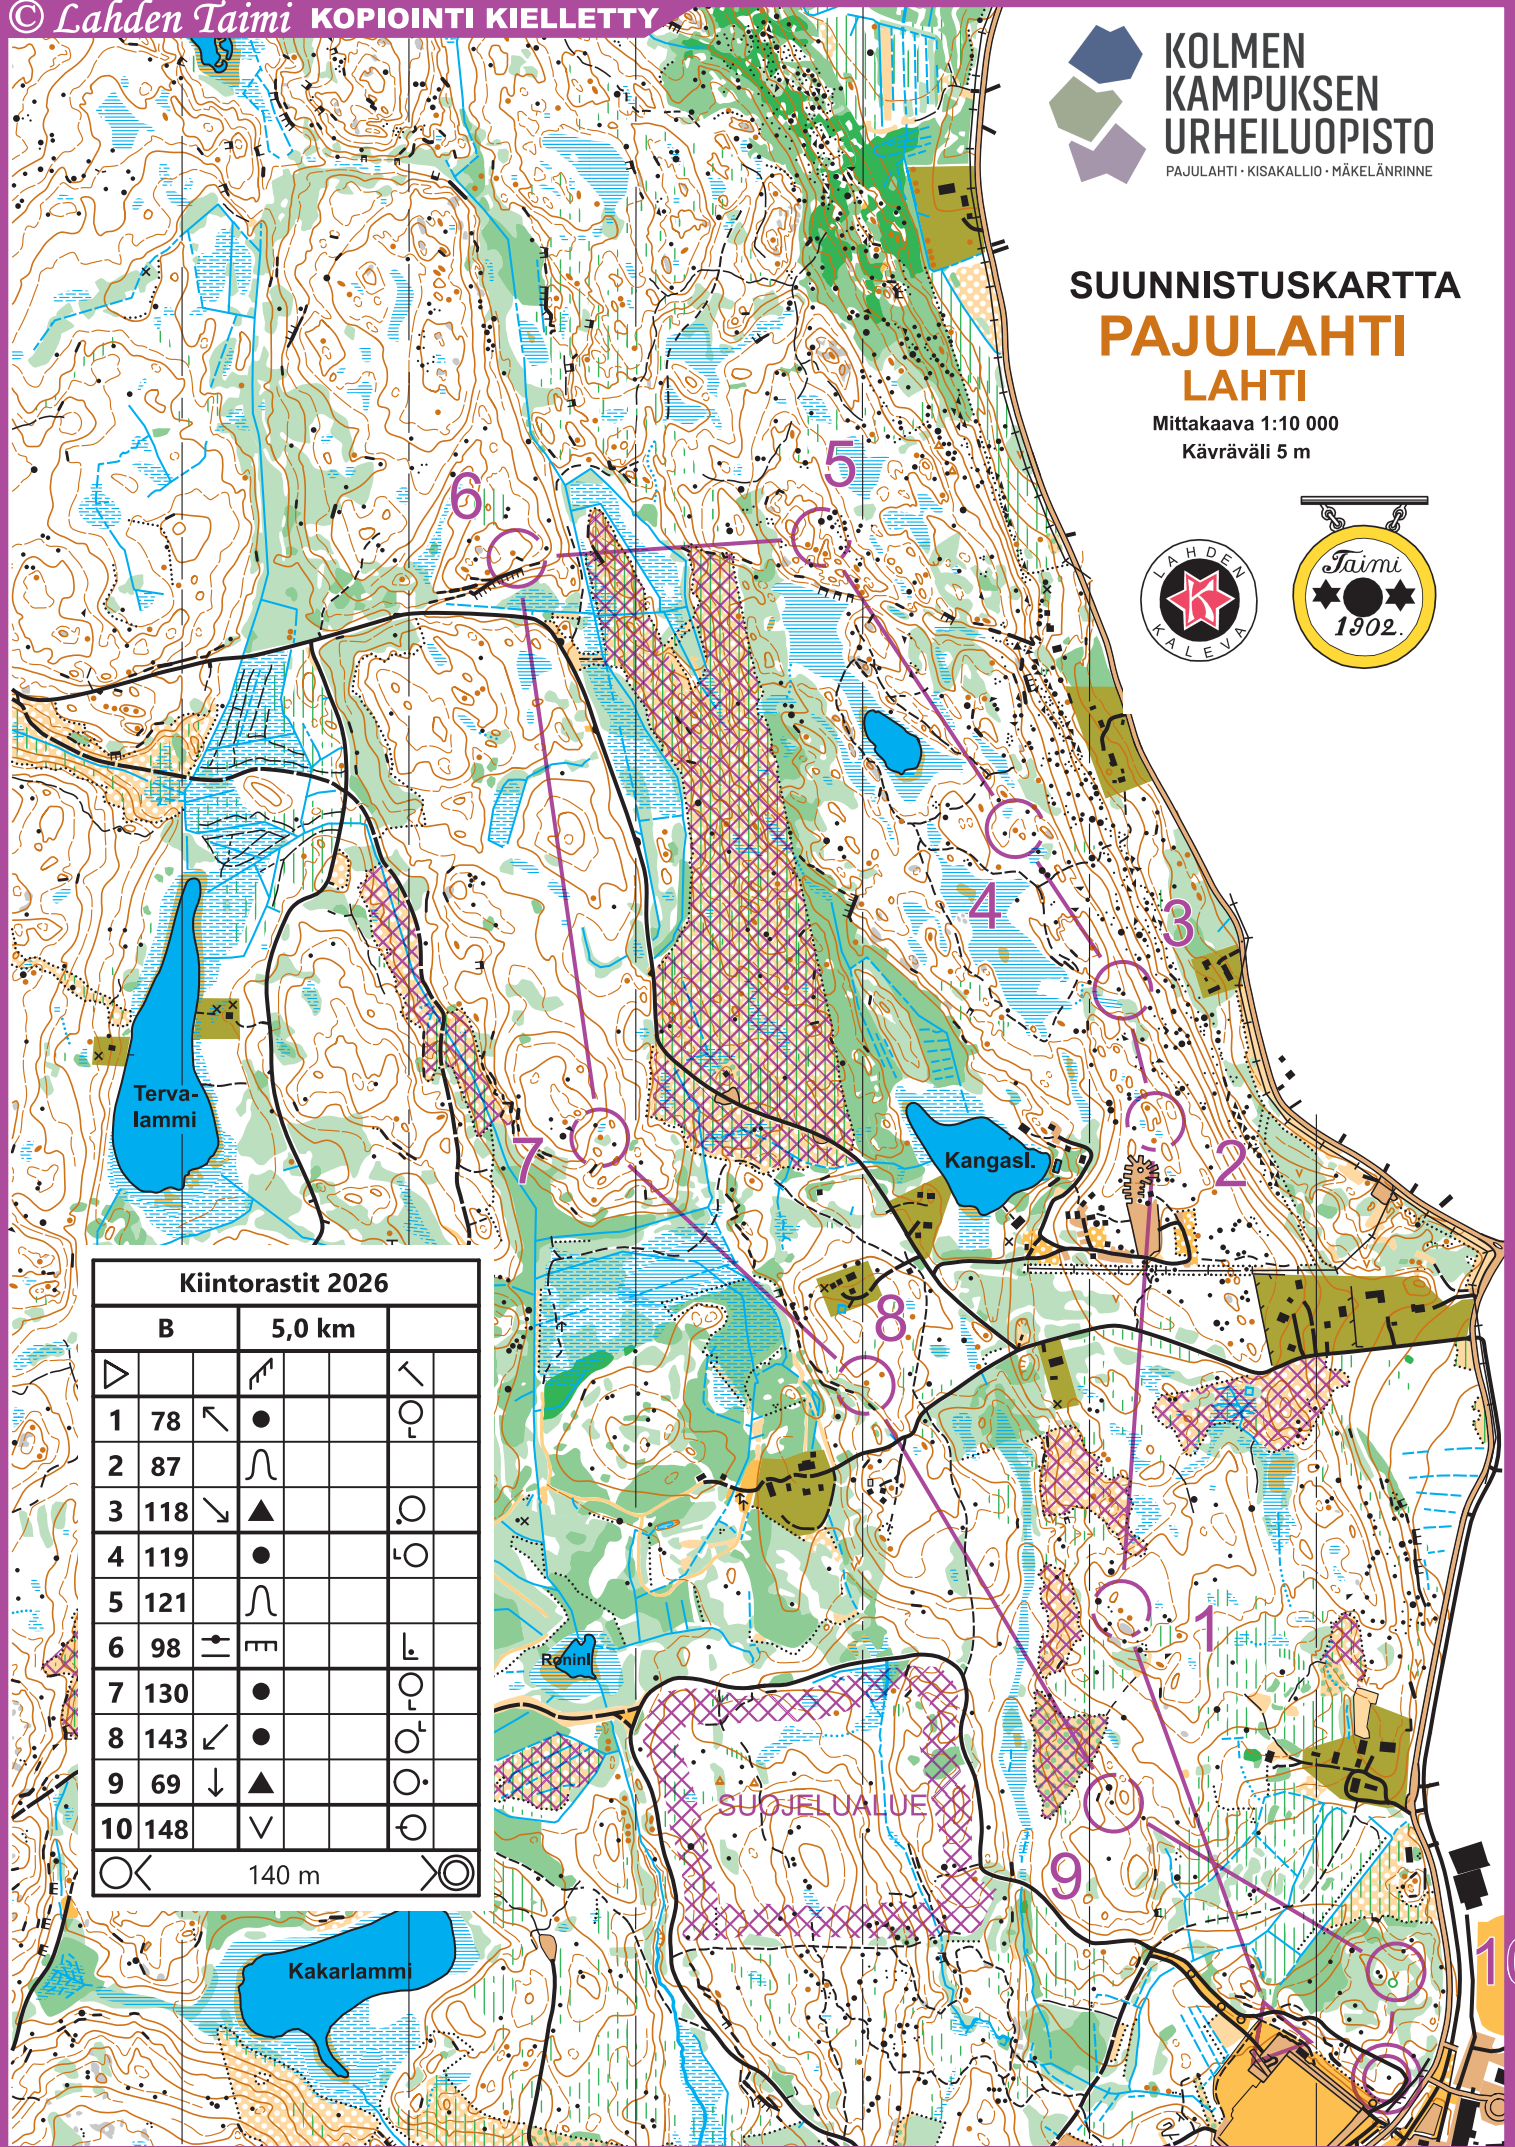 © Lahden Taimi KOPIOINTI KIELLETTY
KOLMEN
KAMPUKSEN
URHEILUOPISTO
PAJULAHTI · KISAKALLIO · MÄKELÄNRINNE
SUUNNISTUSKARTTA
PAJULAHTI
LAHTI
Mittakaava 1:10 000
Kävräväli 5 m
LAHDEN
K
KALEVA
Taimi
1902.
5
6
4
3
Terva-
lammi
7
Kangasl.
2
8
Kiintorastit 2026
B 5,0 km
1 78
2 87
3 118
4 119
5 121
6 98
7 130
8 143
9 69
10 148
140 m
1
Roninl
SUOJELUALUE
9
10
Kakarlammi